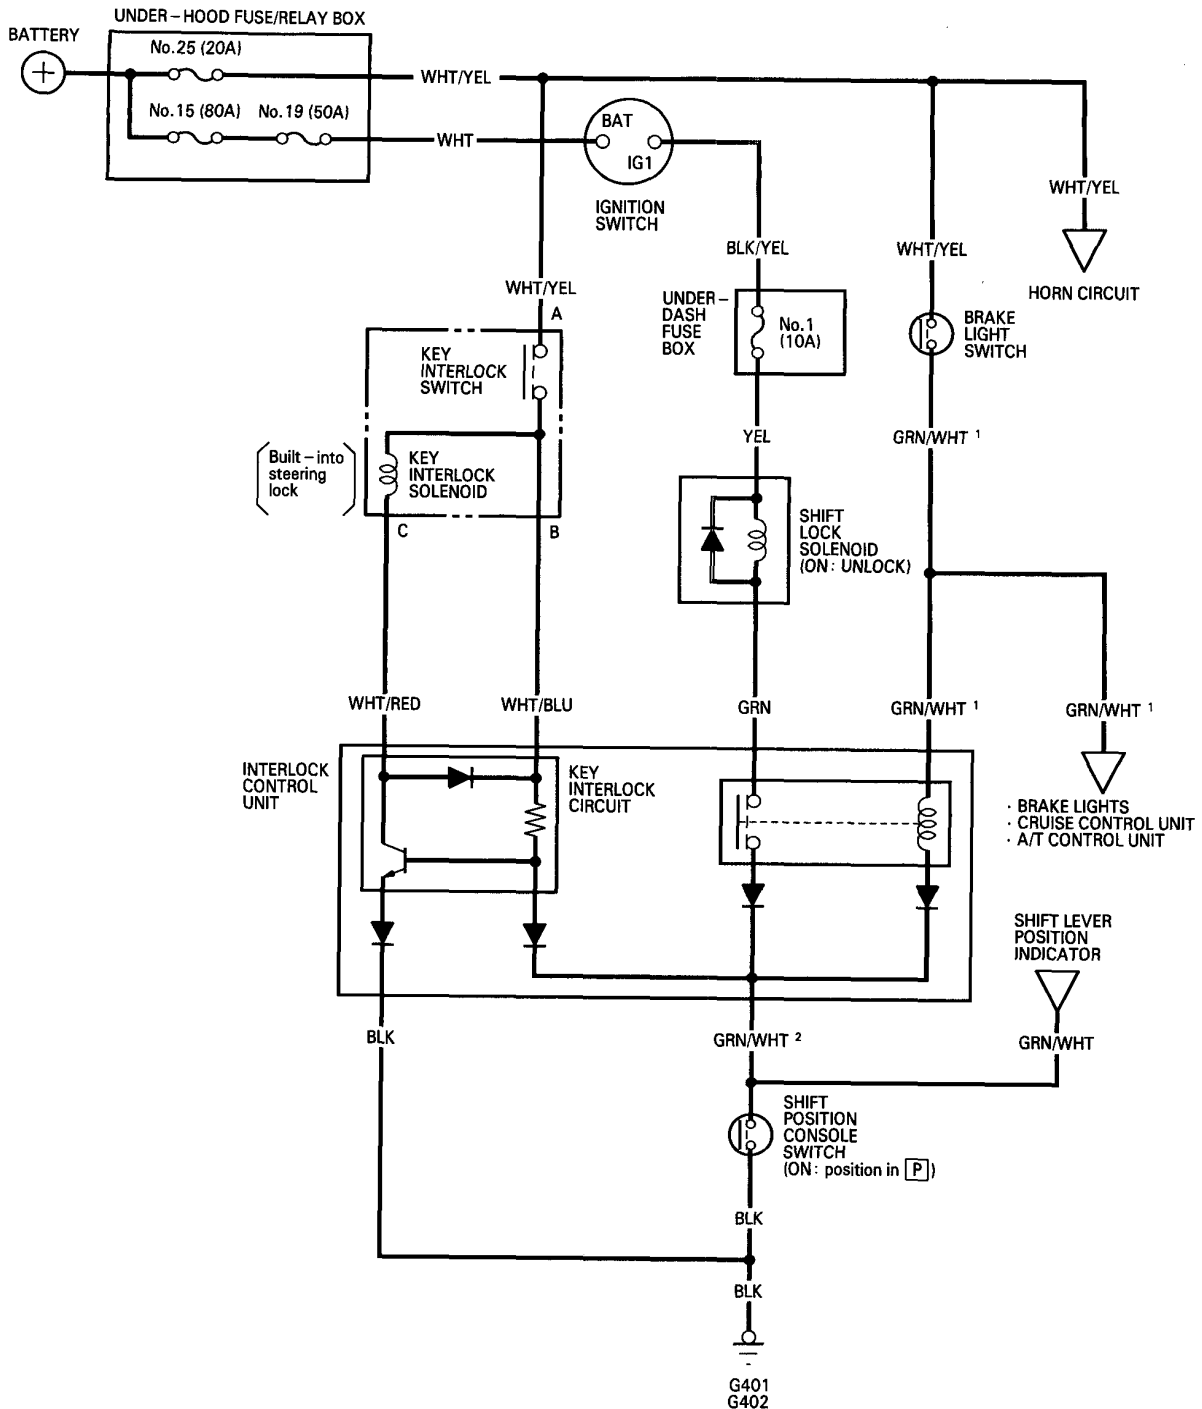 UNDER-HOOD FUSE/RELAY BOX
BATTERY
+
No.25 (20A)
WHT/YEL
No.15 (80A) No.19 (50A)
WHT
BAT
IG1
IGNITION
SWITCH
WHT/YEL
HORN CIRCUIT
BLK/YEL
WHT/YEL
WHT/YEL
A
UNDER-
DASH
FUSE
BOX
No.1
(10A)
BRAKE
LIGHT
SWITCH
KEY
INTERLOCK
SWITCH
YEL
GRN/WHT 1
(Built-into
steering
lock)
KEY
INTERLOCK
SOLENOID
C
B
SHIFT
LOCK
SOLENOID
(ON: UNLOCK)
WHT/RED
WHT/BLU
GRN
GRN/WHT 1
GRN/WHT 1
INTERLOCK
CONTROL
UNIT
KEY
INTERLOCK
CIRCUIT
· BRAKE LIGHTS
· CRUISE CONTROL UNIT
· A/T CONTROL UNIT
SHIFT LEVER
POSITION
INDICATOR
BLK
GRN/WHT 2
GRN/WHT
SHIFT
POSITION
CONSOLE
SWITCH
(ON: position in P)
BLK
BLK
G401
G402